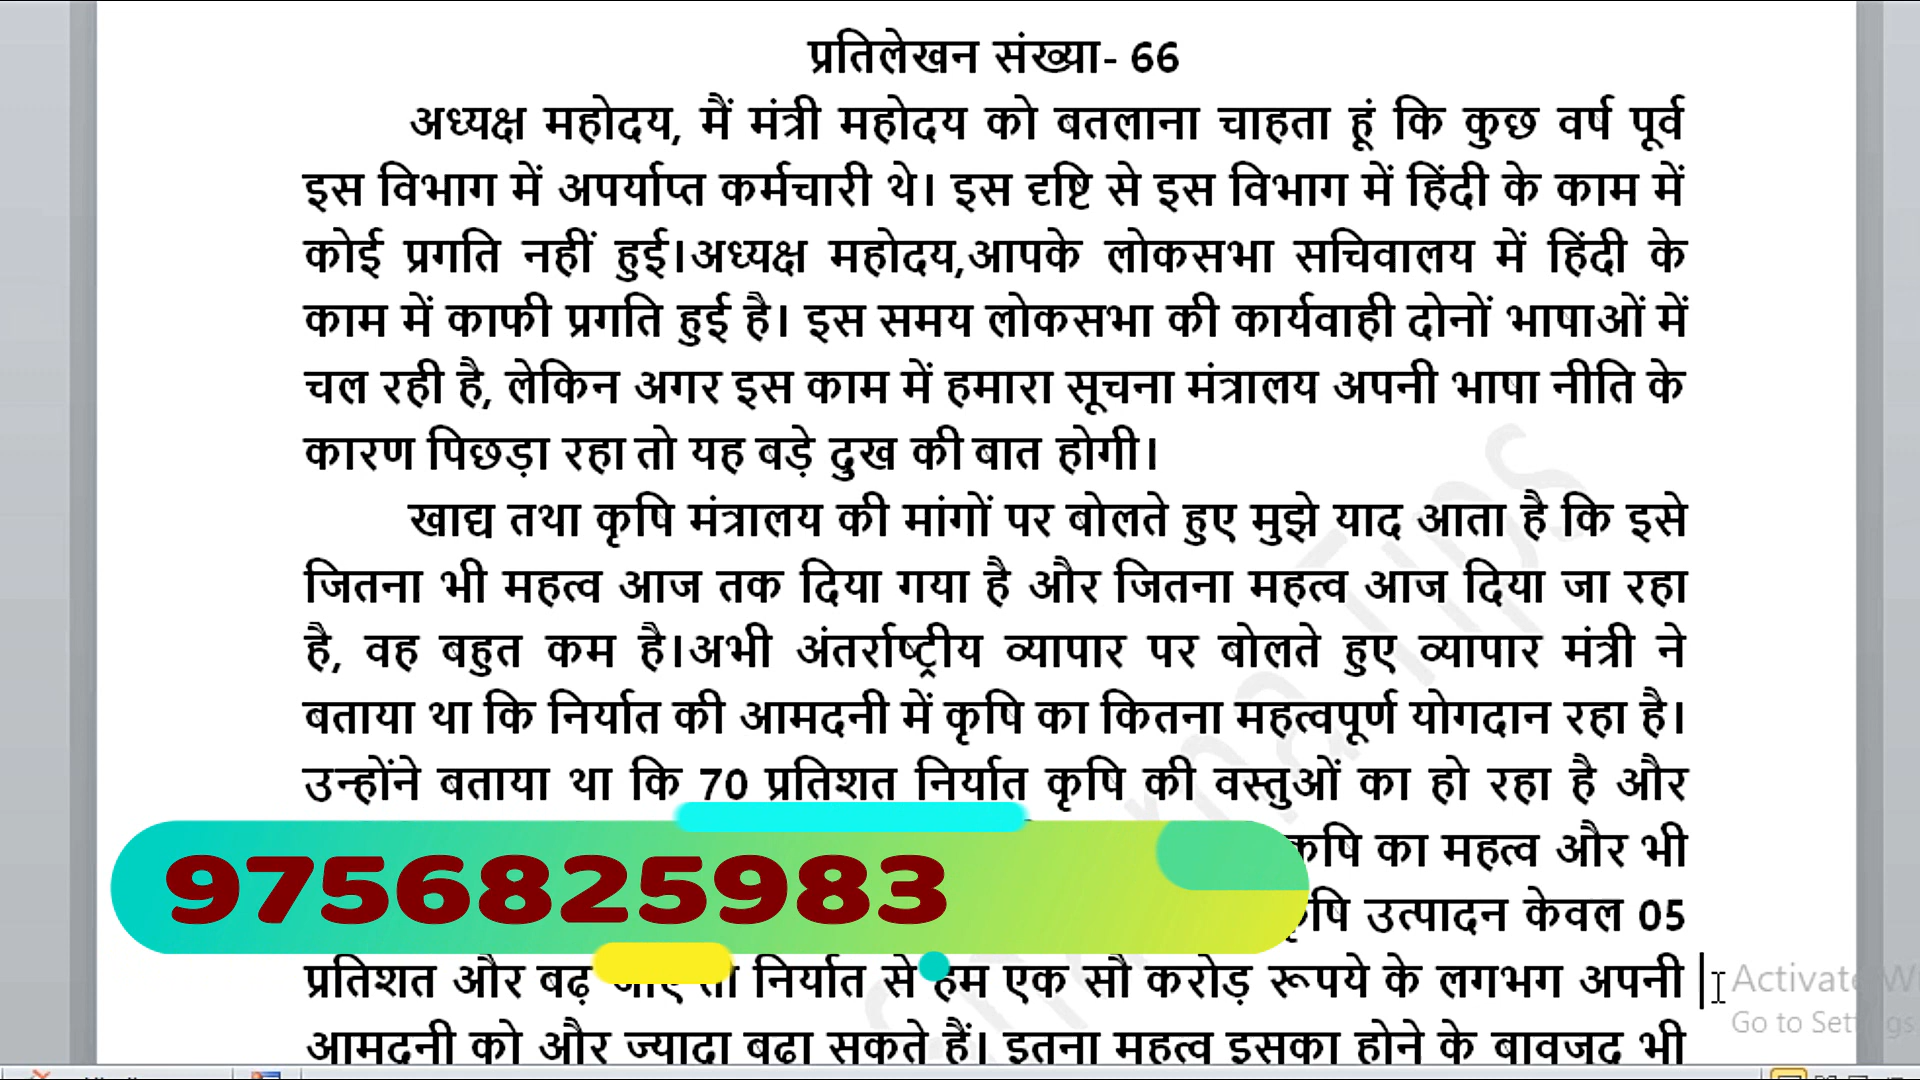 प्रतिलेखन संख्या- 66
अध्यक्ष महोदय, मैं मंत्री महोदय को बतलाना चाहता हूं कि कुछ वर्ष पूर्व
इस विभाग में अपर्याप्त कर्मचारी थे। इस दृष्टि से इस विभाग में हिंदी के काम में
कोई प्रगति नहीं हुई।अध्यक्ष महोदय,आपके लोकसभा सचिवालय में हिंदी के
काम में काफी प्रगति हुई है। इस समय लोकसभा की कार्यवाही दोनों भाषाओं में
चल रही है, लेकिन अगर इस काम में हमारा सूचना मंत्रालय अपनी भाषा नीति के
कारण पिछड़ा रहा तो यह बड़े दुख की बात होगी।
खाद्य तथा कृषि मंत्रालय की मांगों पर बोलते हुए मुझे याद आता है कि इसे
जितना भी महत्व आज तक दिया गया है और जितना महत्व आज दिया जा रहा
है, वह बहुत कम है।अभी अंतर्राष्ट्रीय व्यापार पर बोलते हुए व्यापार मंत्री ने
बताया था कि निर्यात की आमदनी में कृषि का कितना महत्वपूर्ण योगदान रहा है।
उन्होंने बताया था कि 70 प्रतिशत निर्यात कृषि की वस्तुओं का हो रहा है और
कृषि का महत्व और भी
9756825983
कृषि उत्पादन केवल 05
प्रतिशत और बढ़ जाए तो निर्यात से हम एक सौ करोड़ रूपये के लगभग अपनी
आमदनी को और ज्यादा बढा सकते हैं। इतना महत्व इसका होने के बावजूद भी
Activate
Go to